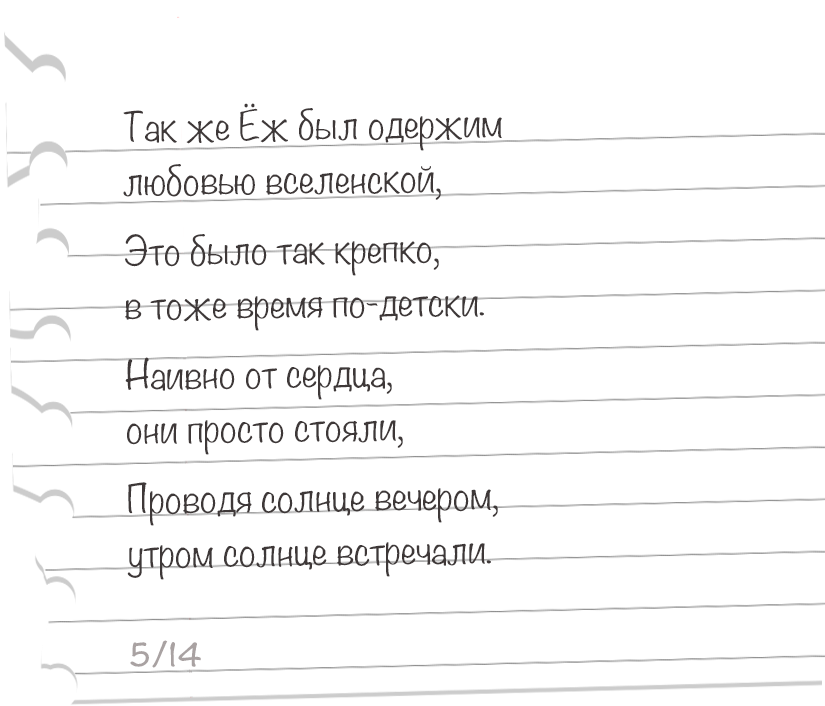 Так же Ёж был одержим
любовью вселенской,
Это было так крепко,
в тоже время по-детски.
Наивно от сердца,
они просто стояли,
Проводя солнце вечером,
утром солнце встречали.
5/14